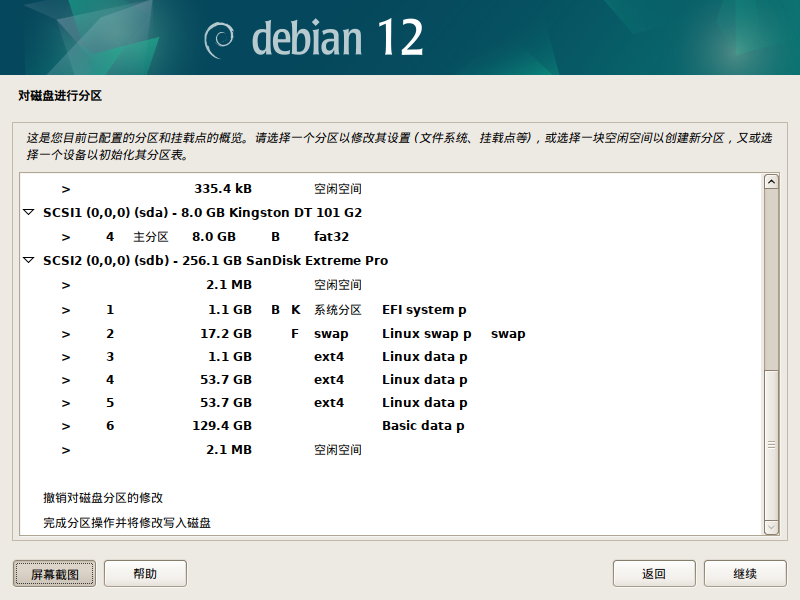 debian 12
对磁盘进行分区
这是您目前已配置的分区和挂载点的概览。请选择一个分区以修改其设置 (文件系统、挂载点等)，或选择一块空闲空间以创建新分区，又或选
择一个设备以初始化其分区表。
> 335.4 kB 空闲空间
SCSI1 (0,0,0) (sda) - 8.0 GB Kingston DT 101 G2
> 4 主分区 8.0 GB B fat32
SCSI2 (0,0,0) (sdb) - 256.1 GB SanDisk Extreme Pro
> 2.1 MB 空闲空间
> 1 1.1 GB B K 系统分区 EFI system p
> 2 17.2 GB F swap Linux swap p swap
> 3 1.1 GB ext4 Linux data p
> 4 53.7 GB ext4 Linux data p
> 5 53.7 GB ext4 Linux data p
> 6 129.4 GB Basic data p
> 2.1 MB 空闲空间
撤销对磁盘分区的修改
完成分区操作并将修改写入磁盘
屏幕截图 帮助 返回 继续